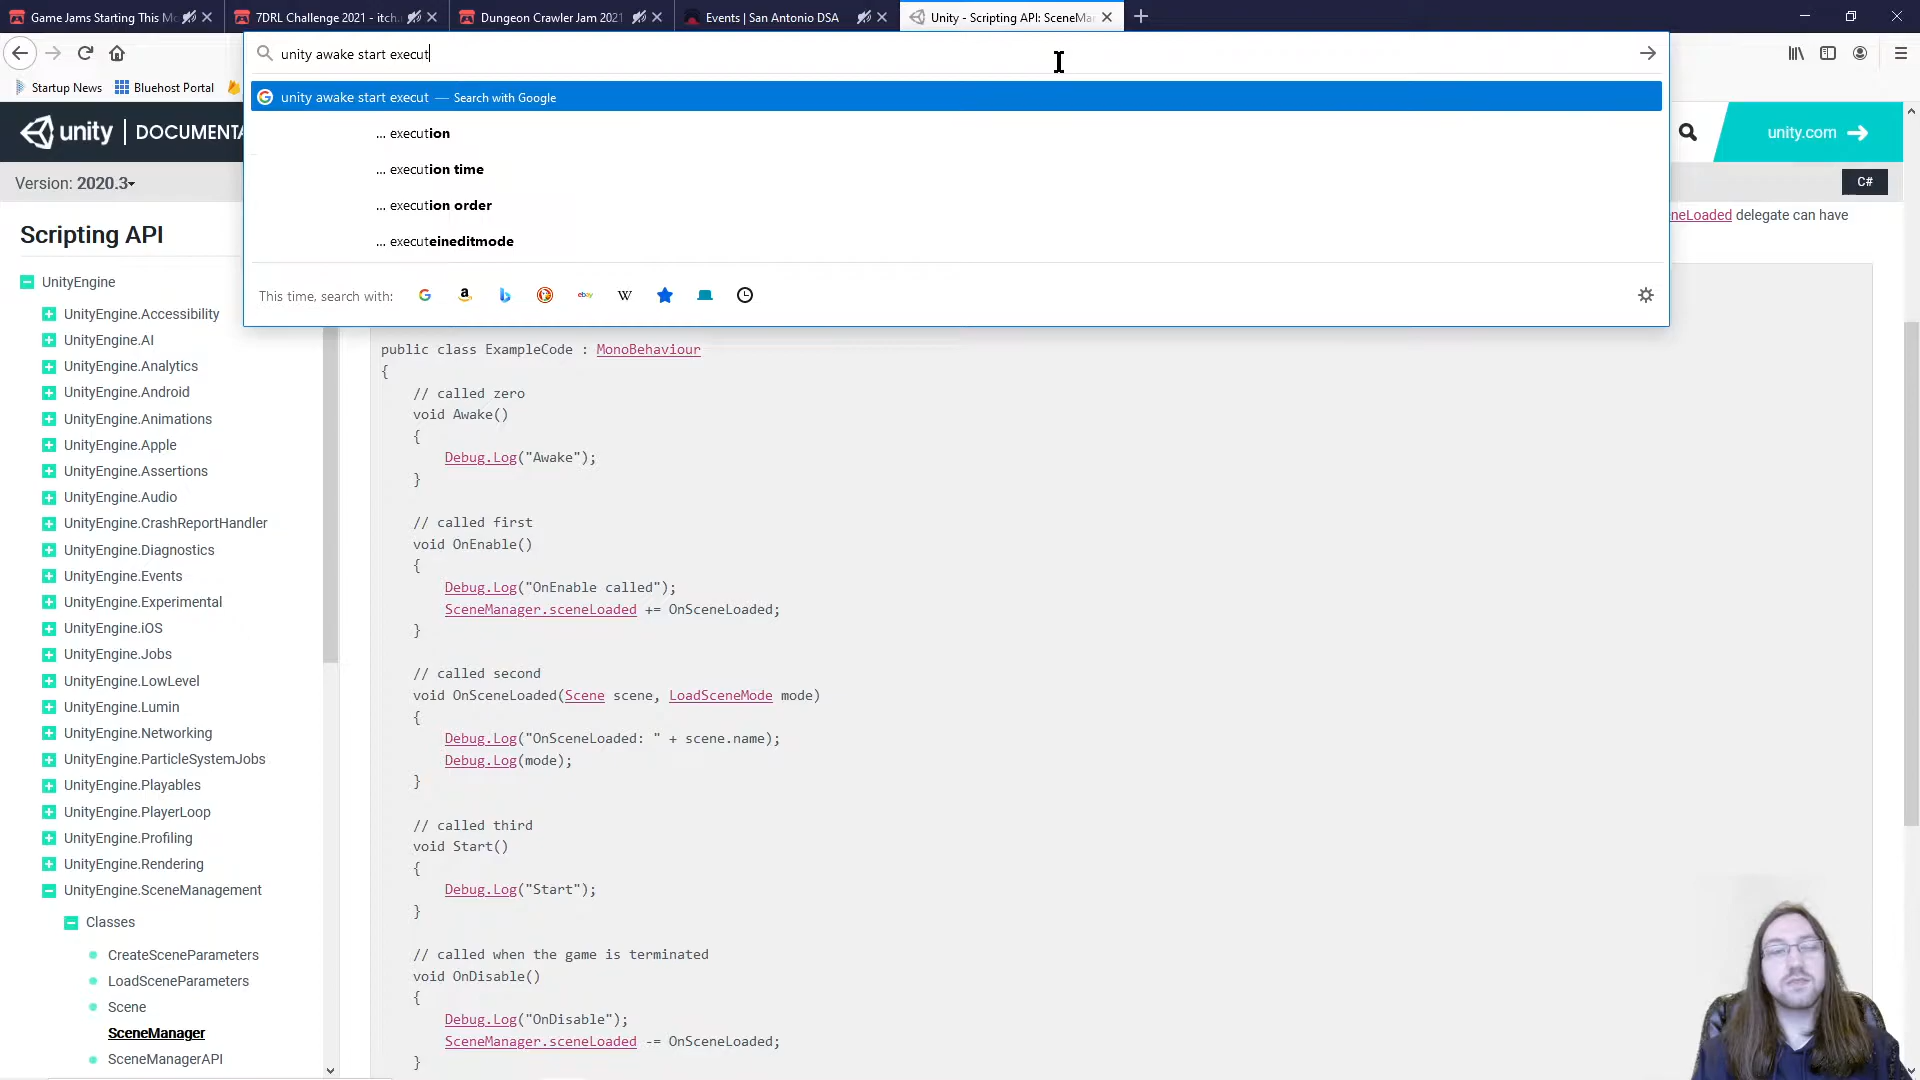 Game Jams Starting This Mo
7DRL Challenge 2021 - itch.i
Dungeon Crawler Jam 2021
Events | San Antonio DSA
Unity - Scripting API: SceneMa
unity awake start execut
Startup News
Bluehost Portal
unity awake start execut — Search with Google
... execution
... execution time
... execution order
... executeineditmode
This time, search with:
ebay
W
unity | DOCUMENTA
unity.com
Version: 2020.3
C#
neLoaded delegate can have
Scripting API
UnityEngine
UnityEngine.Accessibility
UnityEngine.AI
UnityEngine.Analytics
UnityEngine.Android
UnityEngine.Animations
UnityEngine.Apple
UnityEngine.Assertions
UnityEngine.Audio
UnityEngine.CrashReportHandler
UnityEngine.Diagnostics
UnityEngine.Events
UnityEngine.Experimental
UnityEngine.iOS
UnityEngine.Jobs
UnityEngine.LowLevel
UnityEngine.Lumin
UnityEngine.Networking
UnityEngine.ParticleSystemJobs
UnityEngine.Playables
UnityEngine.PlayerLoop
UnityEngine.Profiling
UnityEngine.Rendering
UnityEngine.SceneManagement
Classes
CreateSceneParameters
LoadSceneParameters
Scene
SceneManager
SceneManagerAPI
public class ExampleCode : MonoBehaviour
{
// called zero
void Awake()
{
Debug.Log("Awake");
}
// called first
void OnEnable()
{
Debug.Log("OnEnable called");
SceneManager.sceneLoaded += OnSceneLoaded;
}
// called second
void OnSceneLoaded(Scene scene, LoadSceneMode mode)
{
Debug.Log("OnSceneLoaded: " + scene.name);
Debug.Log(mode);
}
// called third
void Start()
{
Debug.Log("Start");
}
// called when the game is terminated
void OnDisable()
{
Debug.Log("OnDisable");
SceneManager.sceneLoaded -= OnSceneLoaded;
}